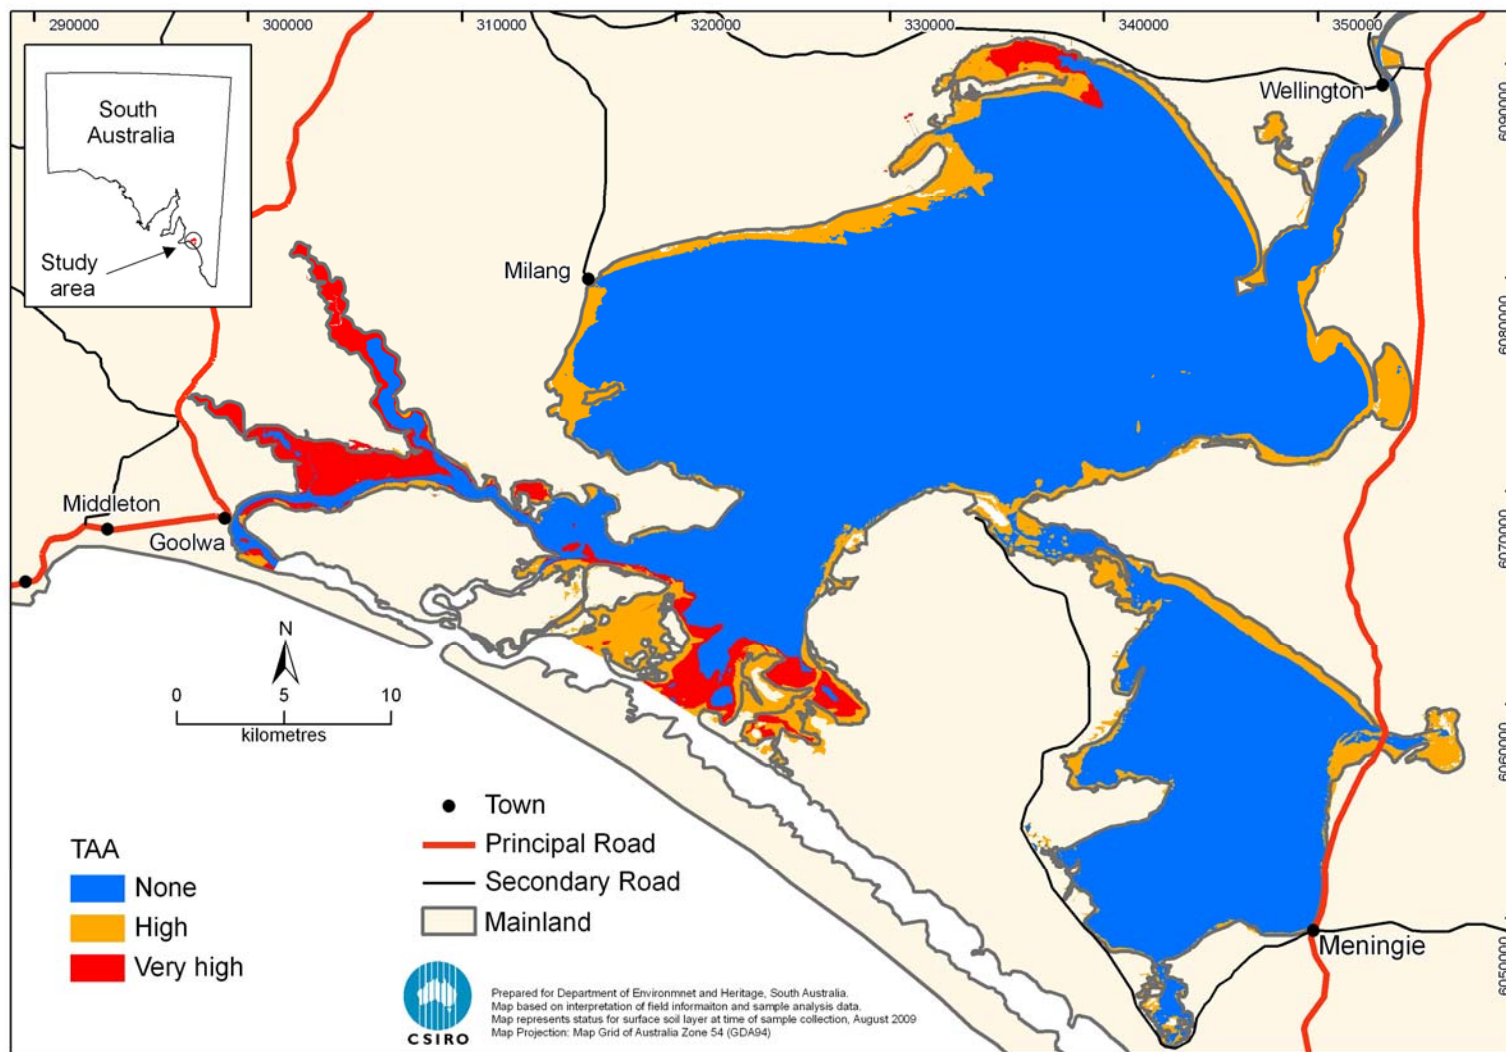 290000
300000
310000
320000
330000
340000
350000
South
Australia
Study
area
Wellington
6090000
Milang
6080000
Middleton
Goolwa
6070000
N
0 5 10
kilometres
6060000
Town
Principal Road
Secondary Road
Mainland
TAA
None
High
Very high
Meningie
6050000
CSIRO
Prepared for Department of Environmnet and Heritage, South Australia.
Map based on interpretation of field informaiton and sample analysis data.
Map represents status for surface soil layer at time of sample collection, August 2009
Map Projection: Map Grid of Australia Zone 54 (GDA94)